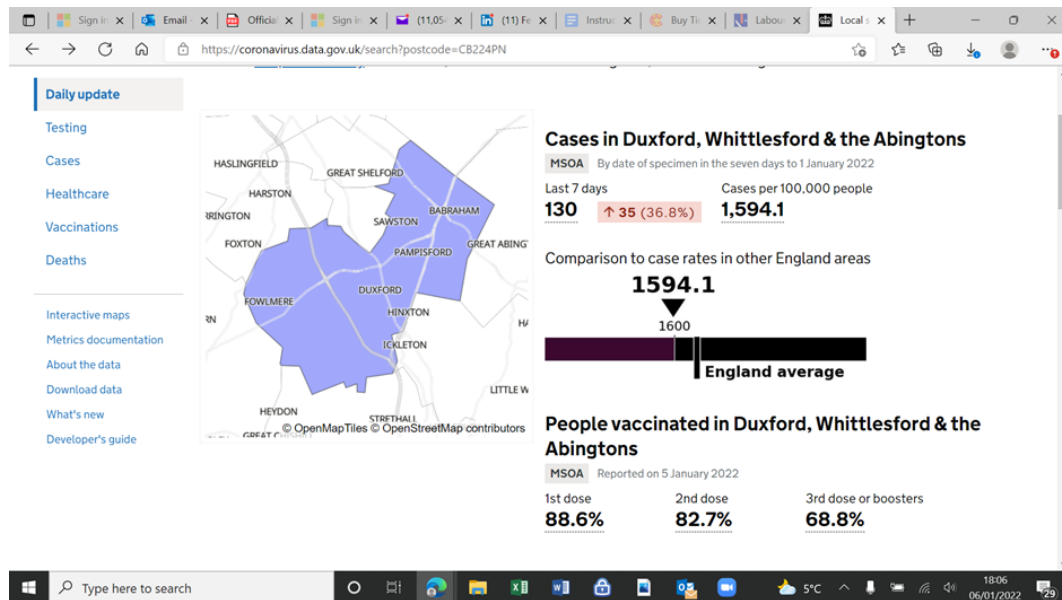 Sign in
Email
Official
Sign in
(11,05
(11) Fe
Instruc
Buy Tic
Labou
Local s
https://coronavirus.data.gov.uk/search?postcode=CB224PN
Daily update
Testing
Cases
Healthcare
Vaccinations
Deaths
Interactive maps
Metrics documentation
About the data
Download data
What's new
Developer's guide
HASLINGFIELD
GREAT SHELFORD
HARSTON
RRINGTON
BABRAHAM
SAWSTON
FOXTON
GREAT ABING
PAMPISFORD
DUXFORD
FOWLMERE
HINXTON
RN
H
ICKLETON
LITTLE W
HEYDON
STRETHALL
© OpenMapTiles © OpenStreetMap contributors
GREAT CHISHILL
Cases in Duxford, Whittlesford & the Abingtons
MSOA By date of specimen in the seven days to 1 January 2022
Last 7 days Cases per 100,000 people
130 ↑ 35 (36.8%) 1,594.1
Comparison to case rates in other England areas
1594.1
1600
England average
People vaccinated in Duxford, Whittlesford & the
Abingtons
MSOA Reported on 5 January 2022
1st dose 2nd dose 3rd dose or boosters
88.6% 82.7% 68.8%
Type here to search
5°C
18:06
06/01/2022
29